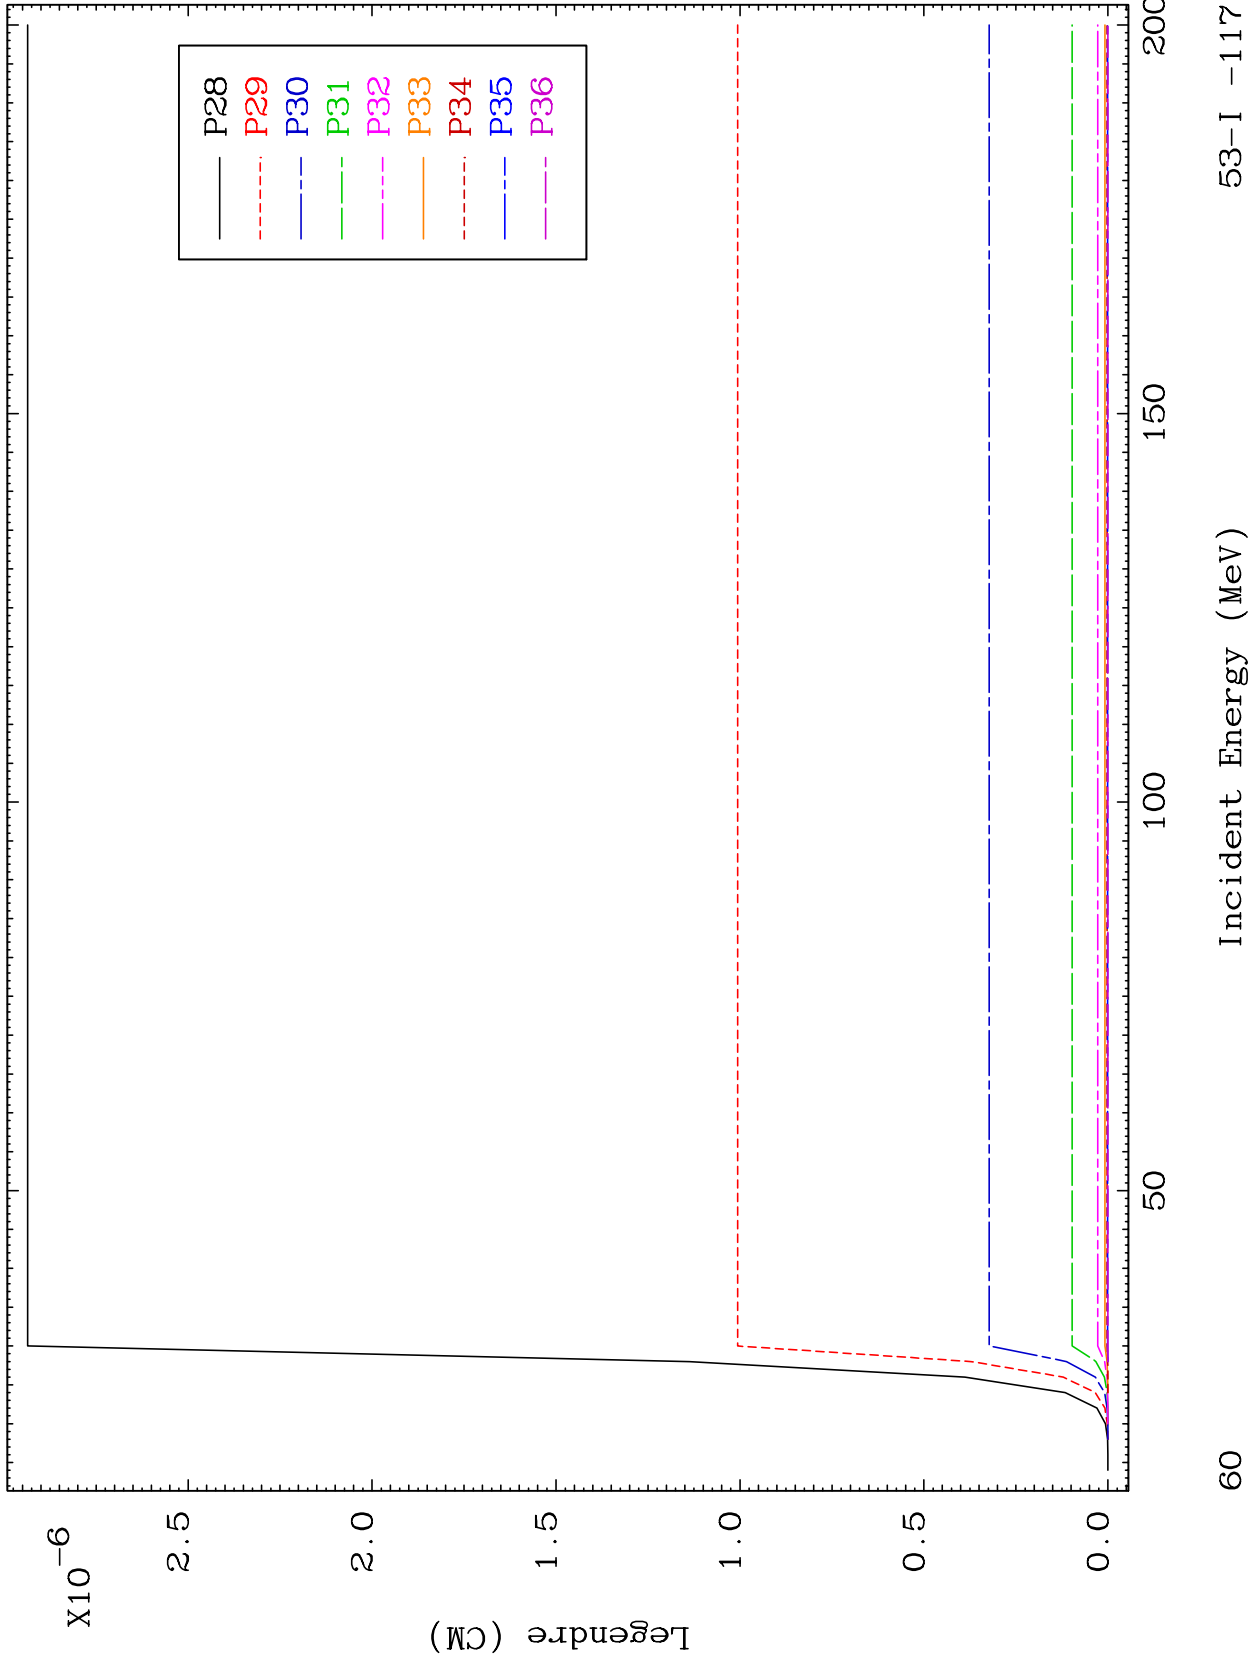 X10-6
2.5
2.0
1.5
1.0
0.5
0.0
Legendre (CM)
P28
P29
P30
P31
P32
P33
P34
P35
P36
50
100
150
200
60
Incident Energy (MeV)
53-I -117